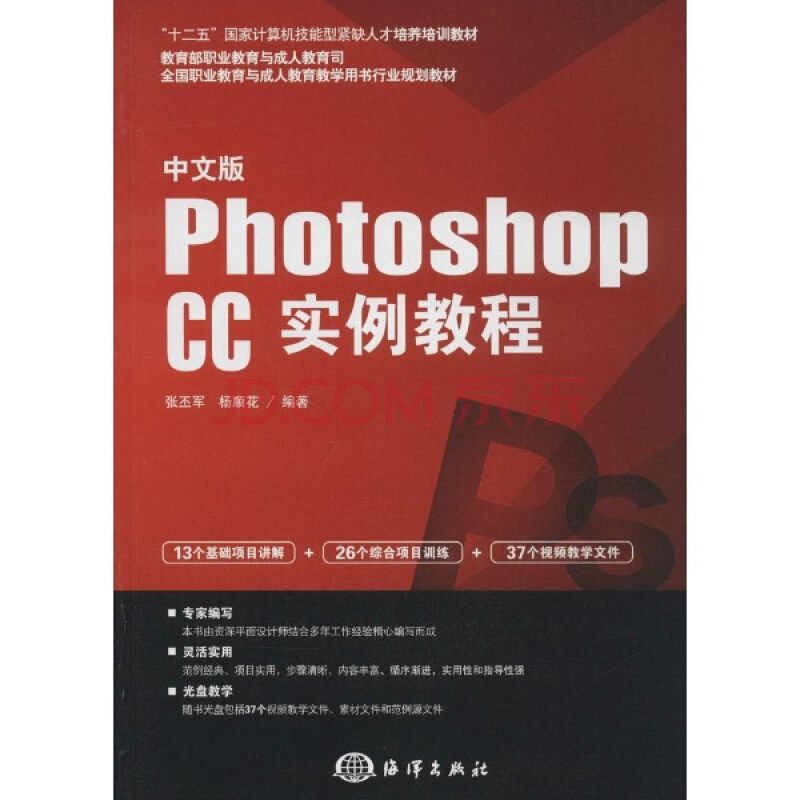 “十二五”国家计算机技能型紧缺人才培养培训教材
教育部职业教育与成人教育司
全国职业教育与成人教育教学用书行业规划教材
中文版
Photoshop
CC 实例教程
张丕军 杨顺花 / 编著
JD.COM 京东
Ps
13个基础项目讲解 + 26个综合项目训练 + 37个视频教学文件
■ 专家编写
本书由资深平面设计师结合多年工作经验精心编写而成
■ 灵活实用
范例经典、项目实用，步骤清晰、内容丰富、循序渐进，实用性和指导性强
■ 光盘教学
随书光盘包括37个视频教学文件、素材文件和范例源文件
海洋出版社